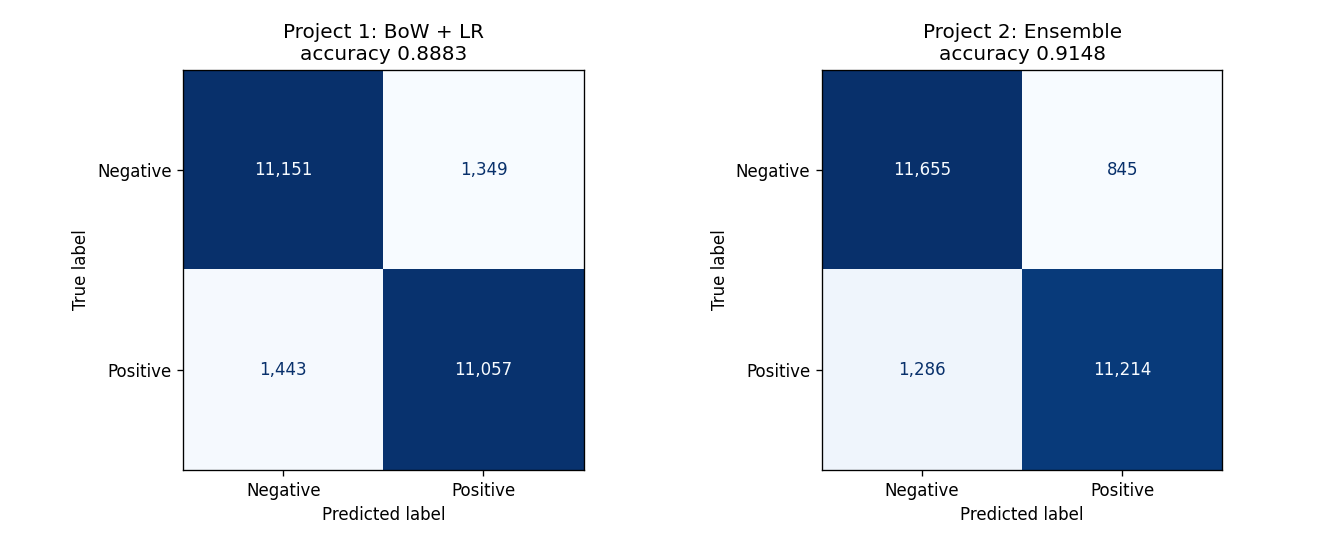 Project 1: BoW + LR
accuracy 0.8883
Negative
11,151
1,349
True label
Positive
1,443
11,057
Negative
Positive
Predicted label
Project 2: Ensemble
accuracy 0.9148
Negative
11,655
845
True label
Positive
1,286
11,214
Negative
Positive
Predicted label